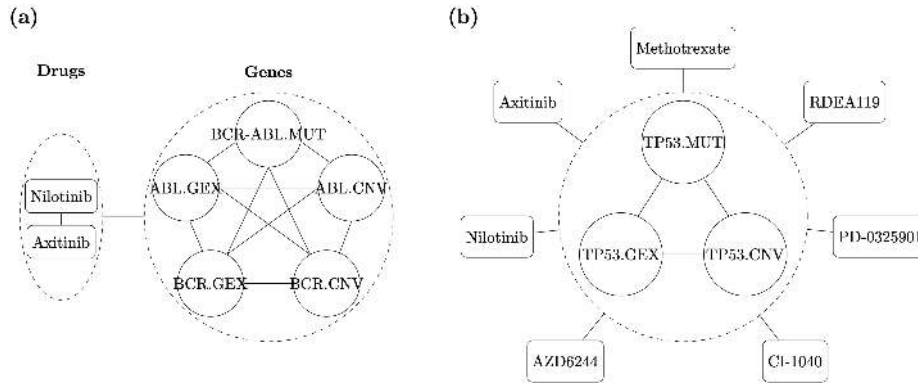 (a)
Drugs
Genes
BCR-ABL.MUT
ABL.GEX
ABL.CNV
Nilotinib
Axitinib
BCR.GEX
BCR.CNV
(b)
Methotrexate
Axitinib
RDEA119
TP53.MUT
Nilotinib
PD-0325901
TP53.GEX
TP53.CNV
AZD6244
CI-1040